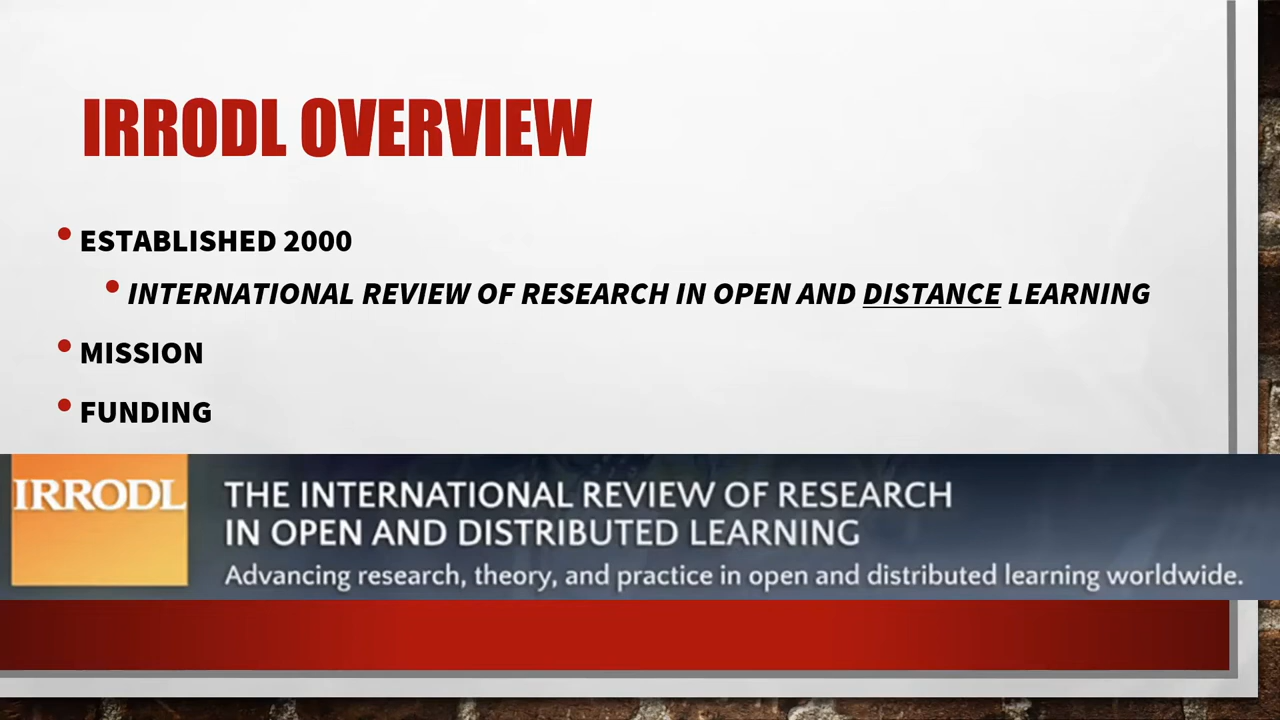 IRRODL OVERVIEW
• ESTABLISHED 2000
• INTERNATIONAL REVIEW OF RESEARCH IN OPEN AND DISTANCE LEARNING
• MISSION
• FUNDING
IRRODL
THE INTERNATIONAL REVIEW OF RESEARCH
IN OPEN AND DISTRIBUTED LEARNING
Advancing research, theory, and practice in open and distributed learning worldwide.